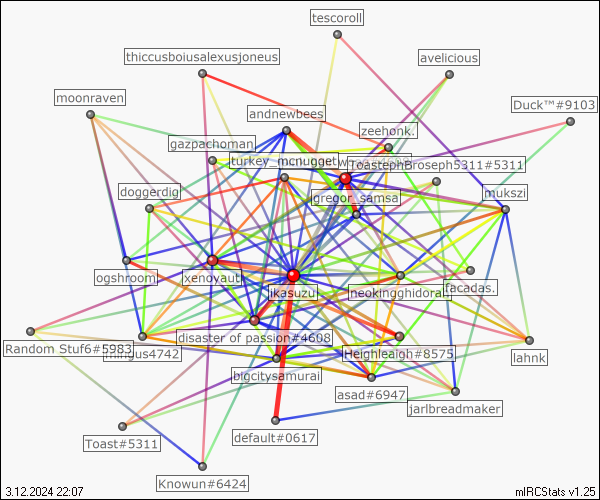 tescoroll
thiccusboiusalexusjoneus
avelicious
moonraven
Duck™#9103
andnewbees
zeehonk.
gazpachoman
turkey_mcnugget
ToastephBroseph5311#5311
doggerdig
gregor_samsa
mukszi
ogshroom
xenoyaut
ikasuzu
neokingghidorah
facadas.
disaster of passion#4608
Random Stuf6#5983
mingus4742
Heighleaigh#8575
lahnk
bigcitysamurai
asad#6947
jarlbreadmaker
default#0617
Toast#5311
Knowun#6424
3.12.2024 22:07
mIRCStats v1.25